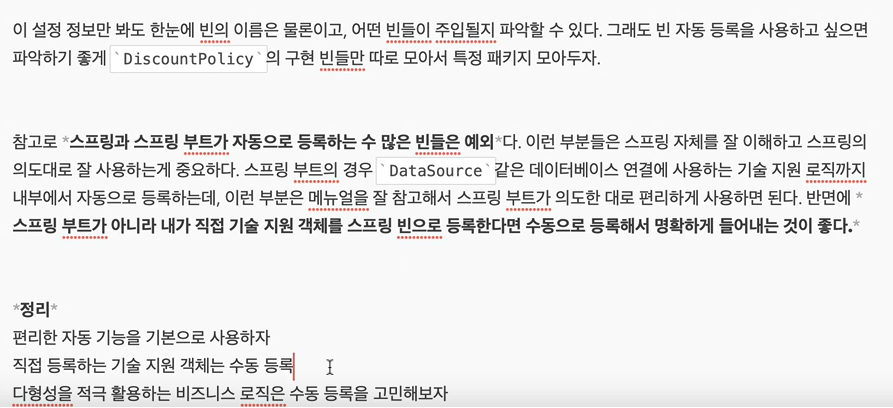 이 설정 정보만 봐도 한눈에 빈의 이름은 물론이고, 어떤 빈들이 주입될지 파악할 수 있다. 그래도 빈 자동 등록을 사용하고 싶으면
파악하기 좋게 `DiscountPolicy`의 구현 빈들만 따로 모아서 특정 패키지 모아두자.
참고로 *스프링과 스프링 부트가 자동으로 등록하는 수 많은 빈들은 예외*다. 이런 부분들은 스프링 자체를 잘 이해하고 스프링의
의도대로 잘 사용하는게 중요하다. 스프링 부트의 경우 `DataSource`같은 데이터베이스 연결에 사용하는 기술 지원 로직까지
내부에서 자동으로 등록하는데, 이런 부분은 메뉴얼을 잘 참고해서 스프링 부트가 의도한 대로 편리하게 사용하면 된다. 반면에 *
스프링 부트가 아니라 내가 직접 기술 지원 객체를 스프링 빈으로 등록한다면 수동으로 등록해서 명확하게 들어내는 것이 좋다.*
*정리*
편리한 자동 기능을 기본으로 사용하자
직접 등록하는 기술 지원 객체는 수동 등록
다형성을 적극 활용하는 비즈니스 로직은 수동 등록을 고민해보자